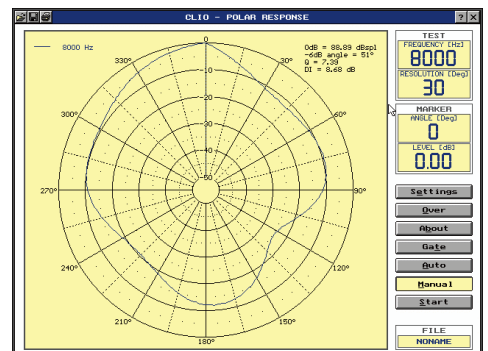 CLIO - POLAR RESPONSE
? x
8000 Hz
0dB = 88.89 dBspl
-6dB angle = 51°
Q = 7.39
DI = 8.68 dB
0
330°
30°
-10
-20
300°
60°
-30
-40
-50
270°
90°
240°
120°
210°
150°
180°
TEST
FREQUENCY [Hz]
8000
RESOLUTION [Deg]
30
MARKER
ANGLE [Deg]
0
LEVEL [dB]
0.00
Settings
Over
About
Gate
Auto
Manual
Start
FILE
NONAME